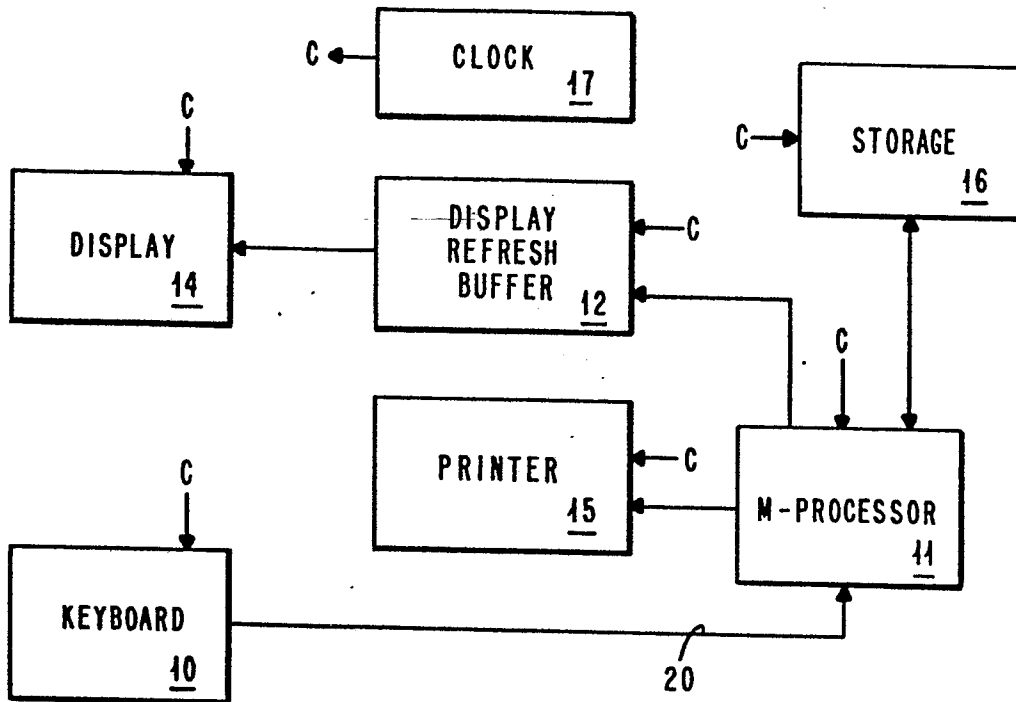 C
CLOCK
17
C
DISPLAY
14
DISPLAY
REFRESH
BUFFER
12
C
C
STORAGE
16
C
PRINTER
15
C
M-PROCESSOR
11
C
KEYBOARD
10
20